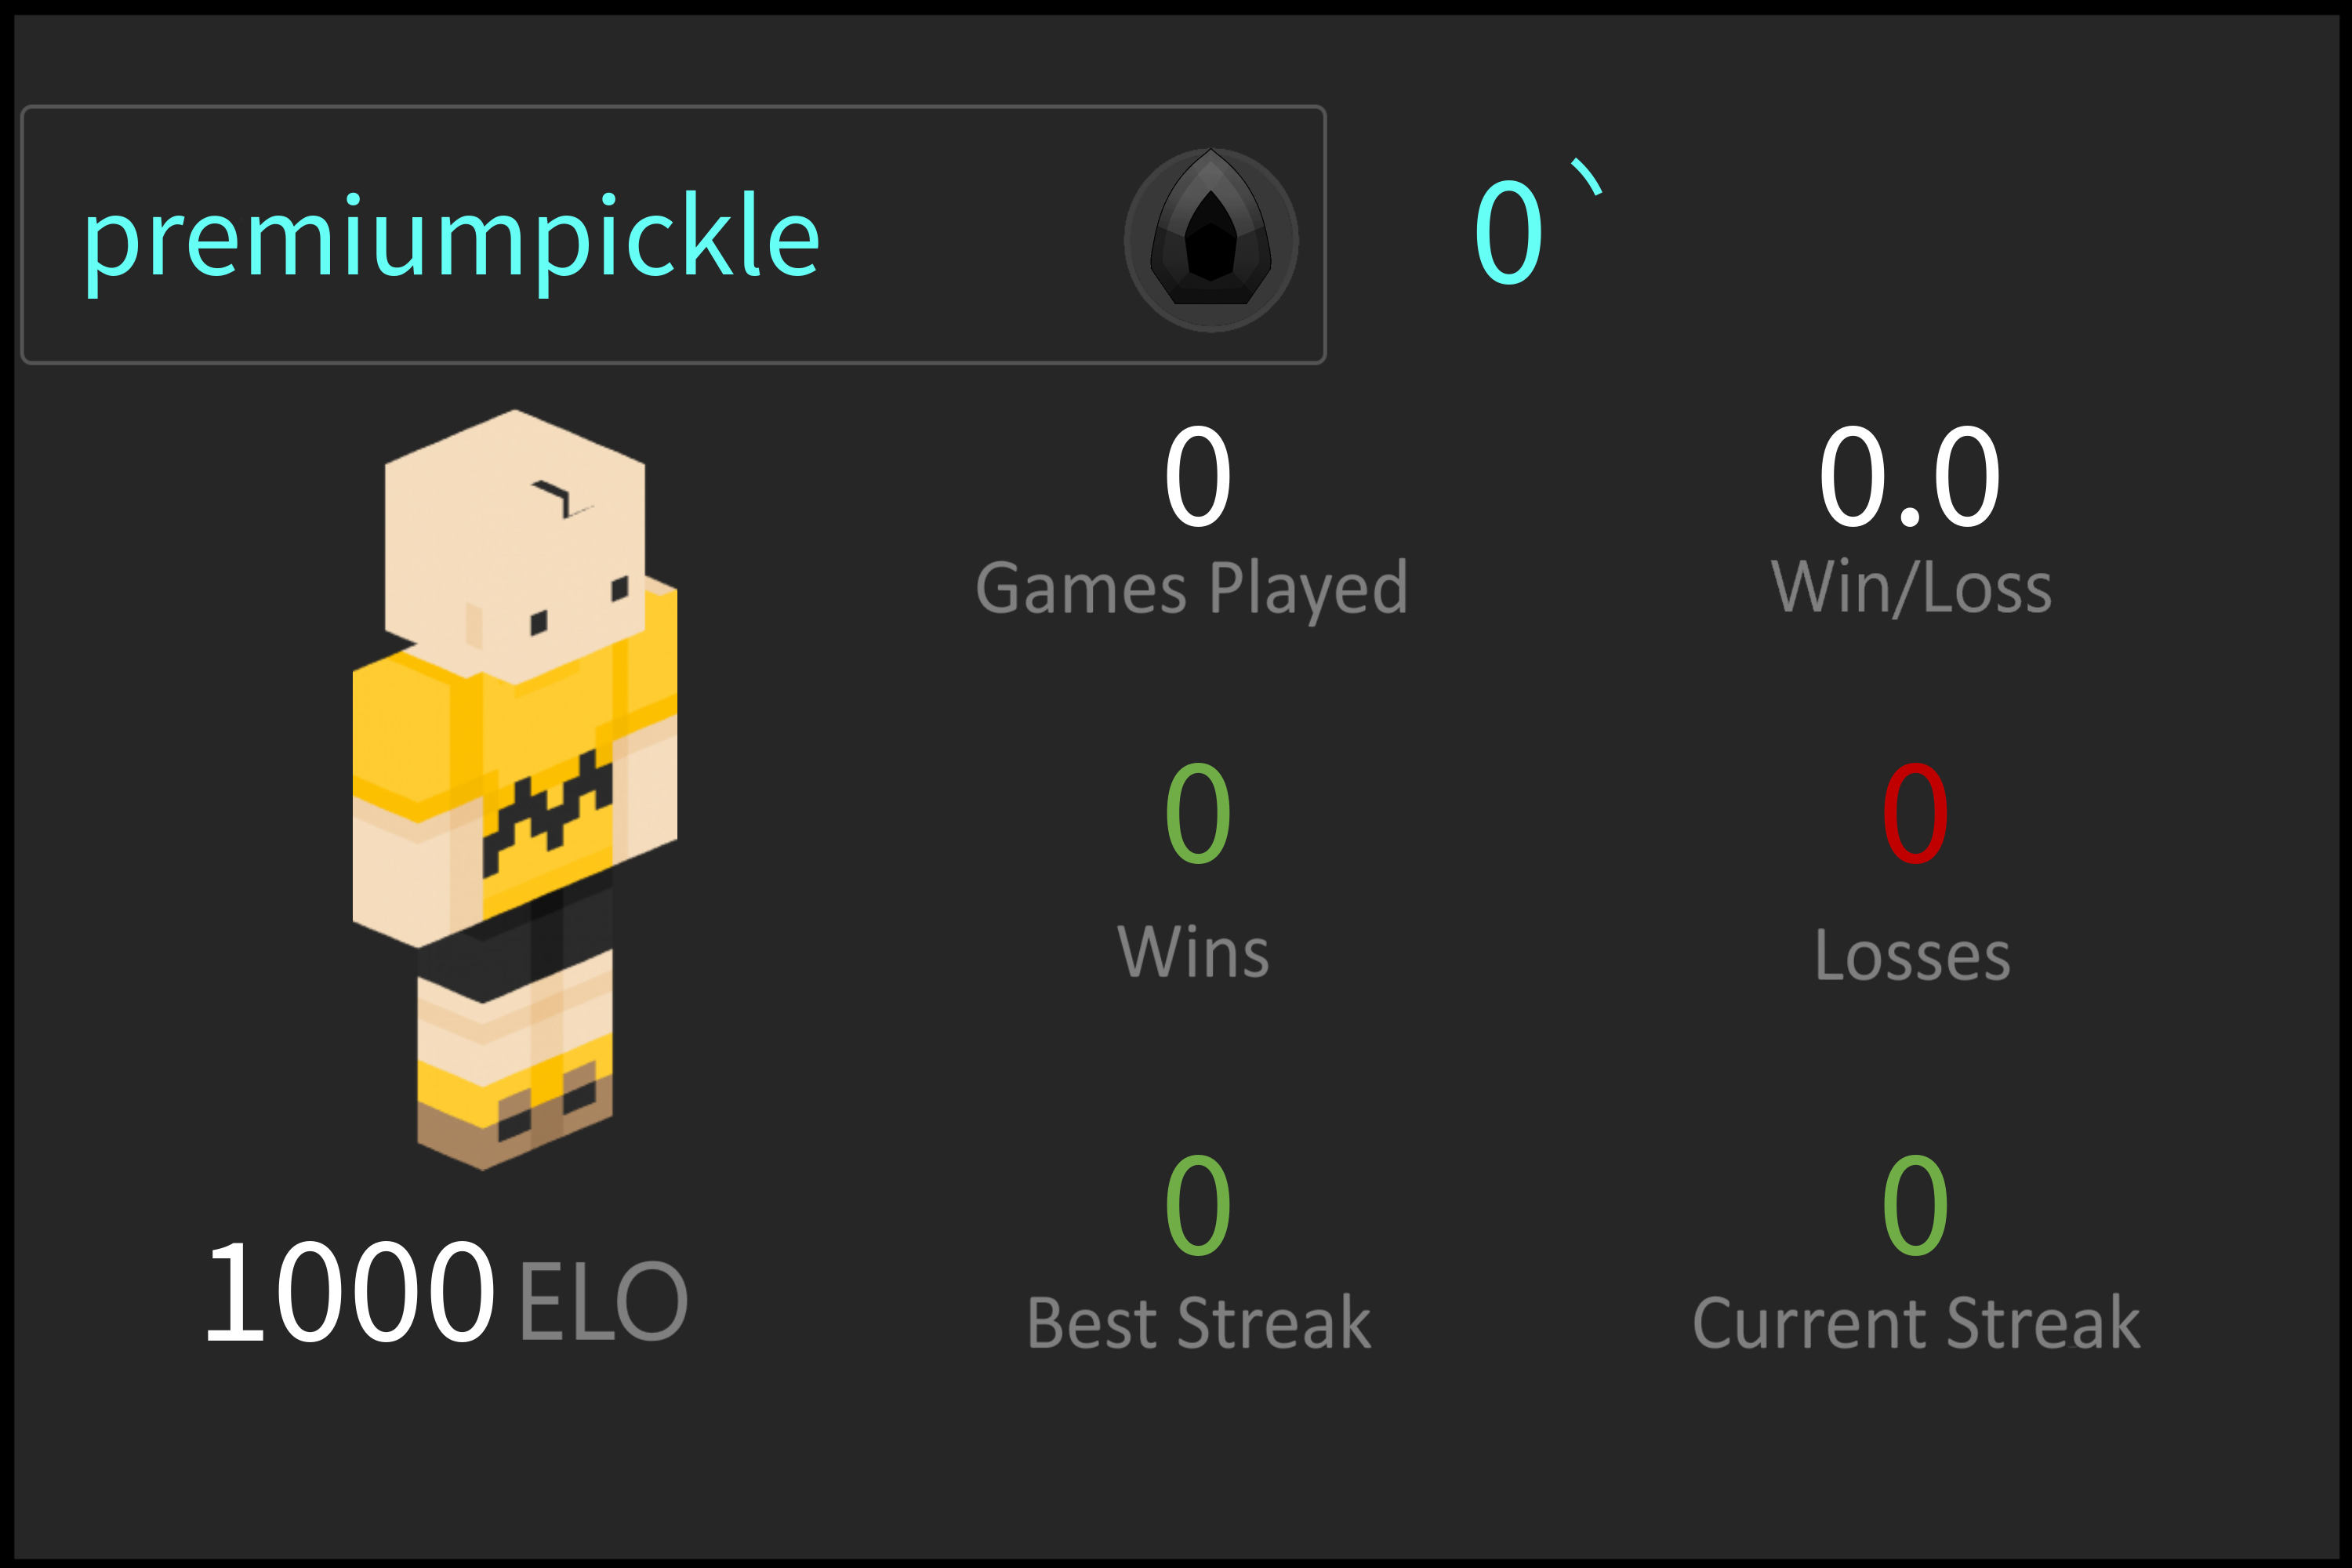 premiumpickle
0`
0
0.0
Games Played
Win/Loss
0
0
Wins
Losses
0
0
1000 ELO
Best Streak
Current Streak